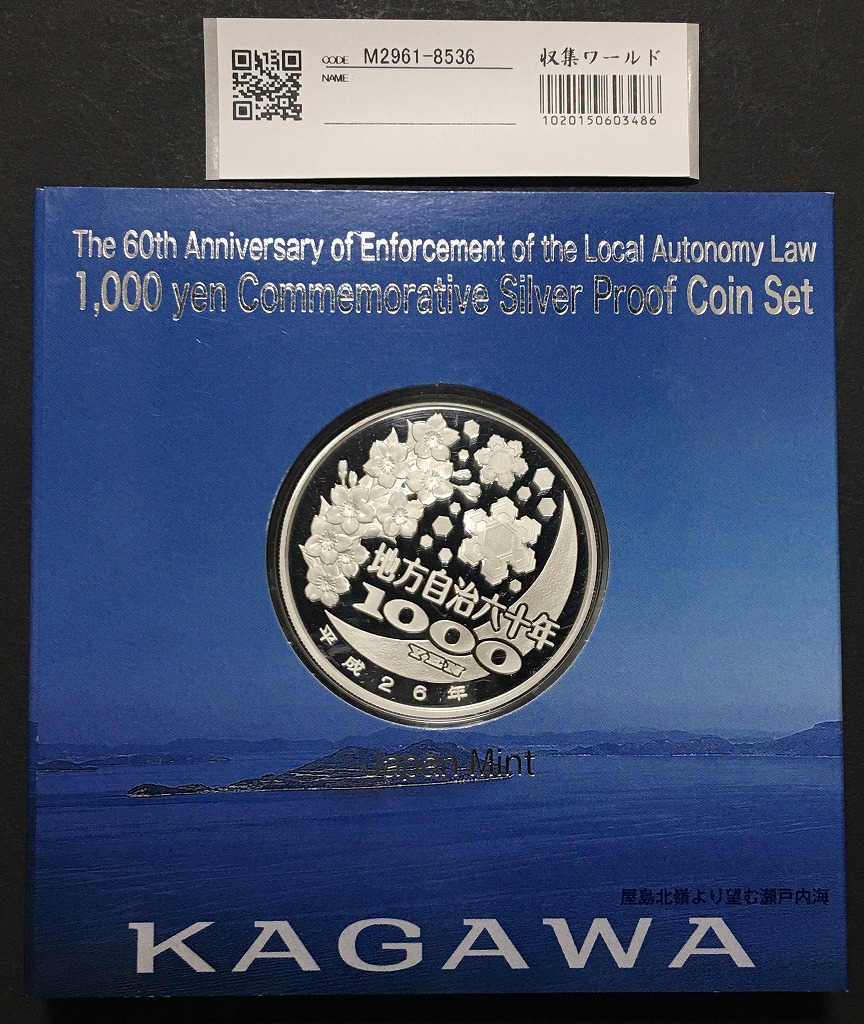 CODE M2961-8536
NAME
収集ワールド
1020150603486
The 60th Anniversary of Enforcement of the Local Autonomy Law
1,000 yen Commemorative Silver Proof Coin Set
地方自治六十年
1000
YEN
平成26年
Japan Mint
屋島北嶺より望む瀬戸内海
KAGAWA